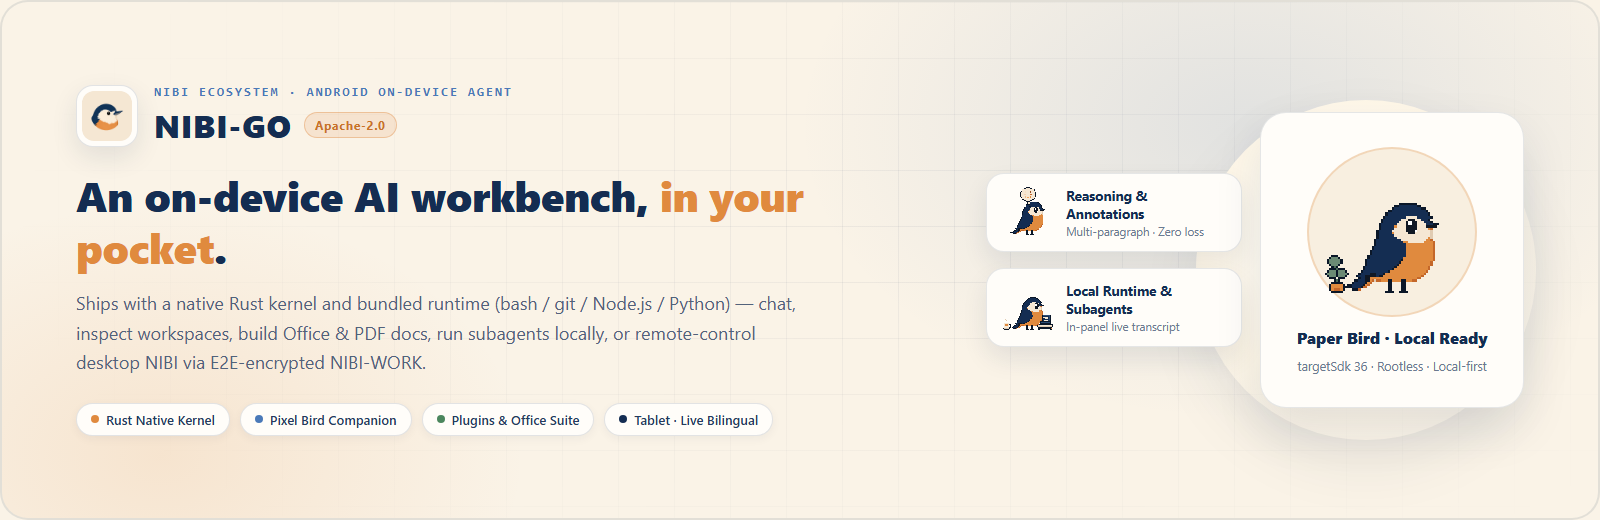 NIBI ECOSYSTEM · ANDROID ON-DEVICE AGENT
NIBI-GO
Apache-2.0
An on-device AI workbench, in your
pocket.
Ships with a native Rust kernel and bundled runtime (bash / git / Node.js / Python) — chat,
inspect workspaces, build Office & PDF docs, run subagents locally, or remote-control
desktop NIBI via E2E-encrypted NIBI-WORK.
Rust Native Kernel
Pixel Bird Companion
Plugins & Office Suite
Tablet · Live Bilingual
Reasoning &
Annotations
Multi-paragraph · Zero loss
Local Runtime &
Subagents
In-panel live transcript
Paper Bird · Local Ready
targetSdk 36 · Rootless · Local-first